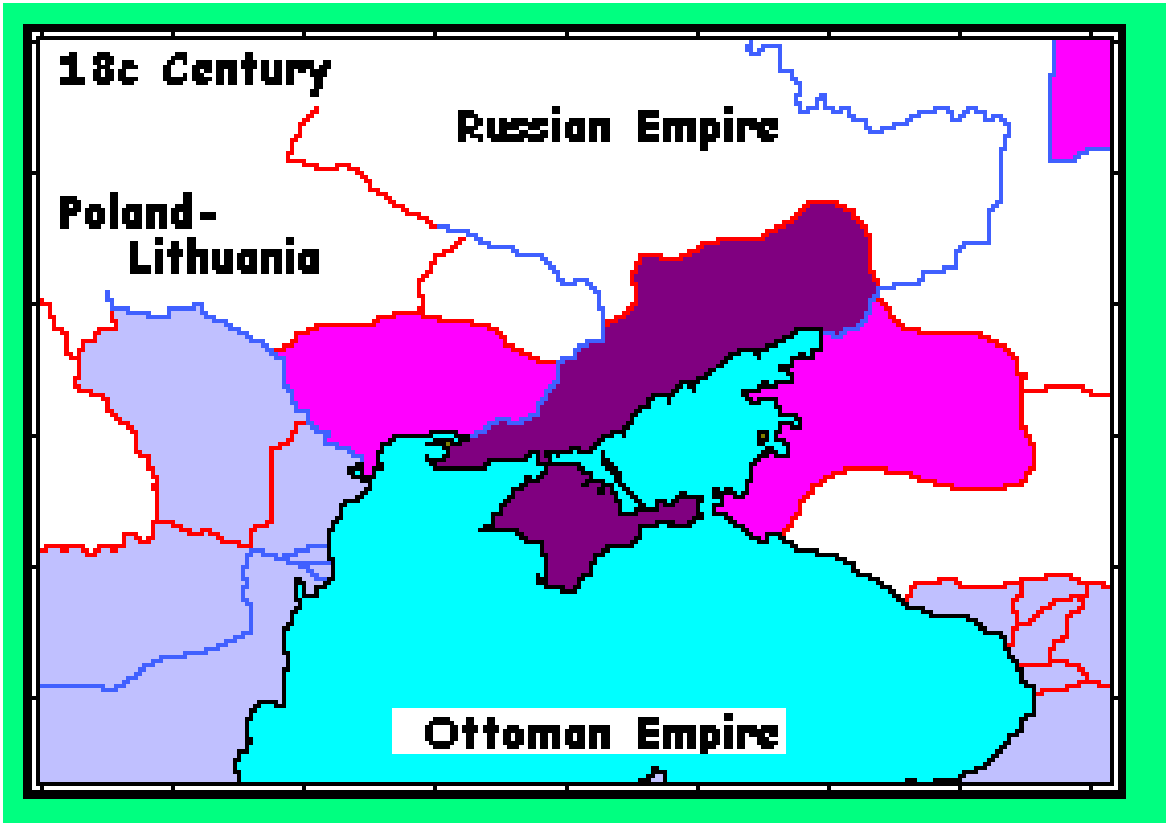 18c Century
Russian Empire
Poland-
Lithuania
Ottoman Empire